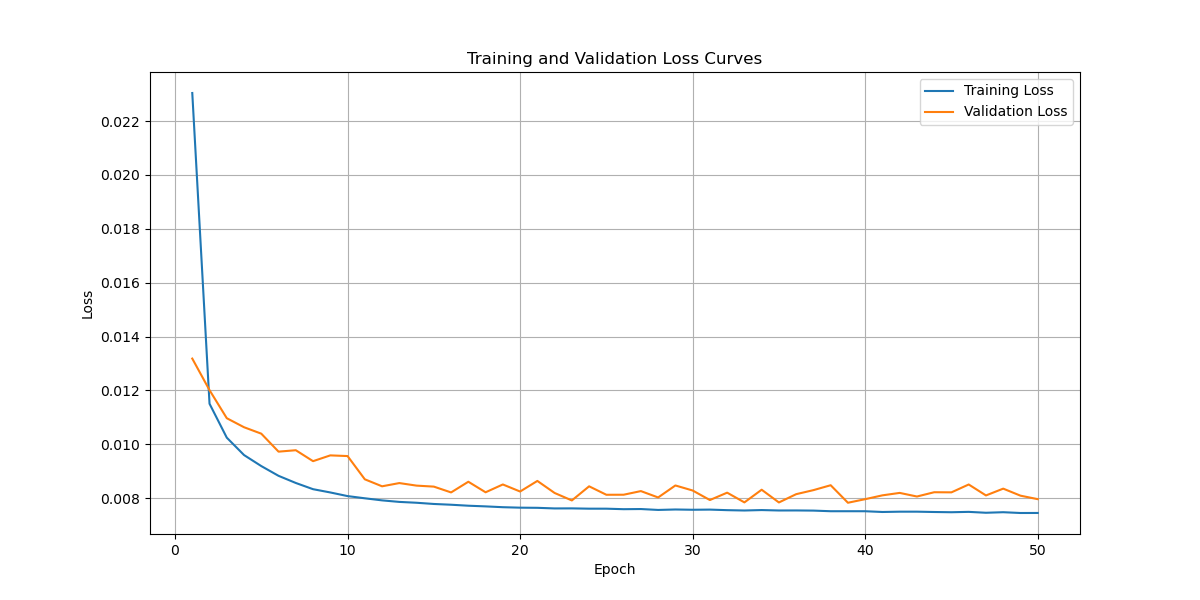 Training and Validation Loss Curves
Training Loss
Validation Loss
0.022
0.020
0.018
0.016
0.014
0.012
0.010
0.008
Loss
0 10 20 30 40 50
Epoch